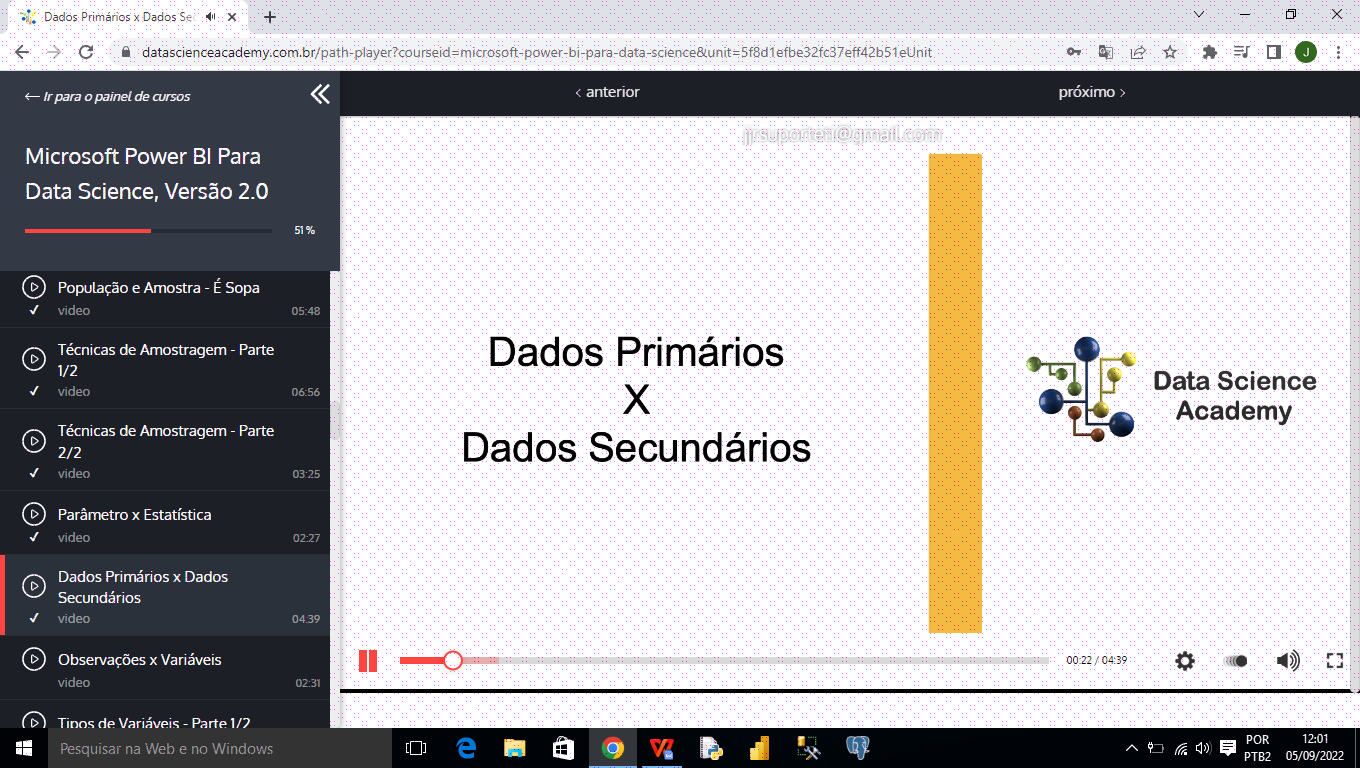 Dados Primários x Dados Sec
datascienceacademy.com.br/path-player?courseid=microsoft-power-bi-para-data-science&unit=5f8d1efbe32fc37eff42b51eUnit
J
← Ir para o painel de cursos
‹ anterior
próximo ›
jjrsuporteti@gmail.com
Microsoft Power BI Para
Data Science, Versão 2.0
51 %
População e Amostra - É Sopa
video 05:48
Técnicas de Amostragem - Parte
1/2
video 06:56
Técnicas de Amostragem - Parte
2/2
video 03:25
Parâmetro x Estatística
video 02:27
Dados Primários x Dados
Secundários
video 04:39
Observações x Variáveis
video 02:31
Tipos de Variáveis - Parte 1/2
Dados Primários
X
Dados Secundários
Data Science
Academy
00:22 / 04:39
Pesquisar na Web e no Windows
POR
PTB2
12:01
05/09/2022